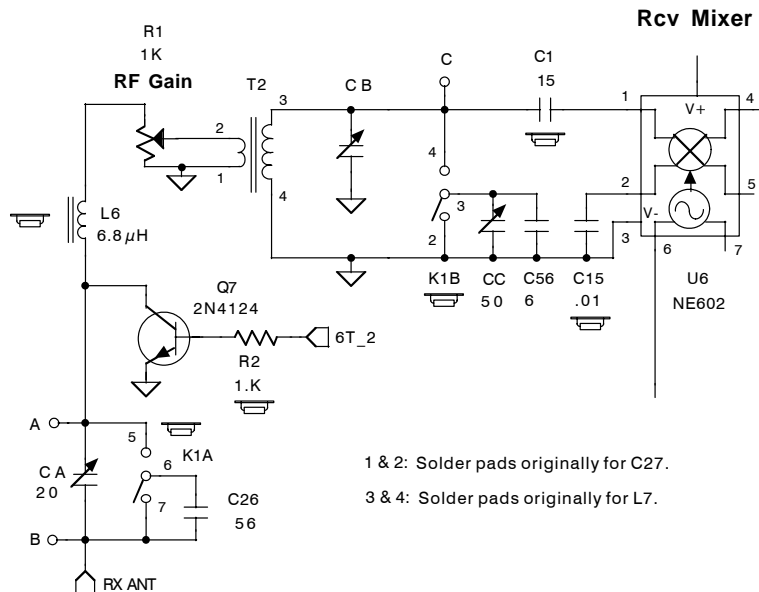 Rcv Mixer
R1
1K
RF Gain
T2
C B
C
C1
15
2
1
3
4
4
3
2
1
V+
4
2
5
V-
3
6
7
L6
6.8 µH
K1B
CC
50
C56
6
C15
.01
U6
NE602
Q7
2N4124
6T_2
R2
1.K
A
5
K1A
6
7
C A
20
C26
56
B
RX ANT
1 & 2: Solder pads originally for C27.
3 & 4: Solder pads originally for L7.